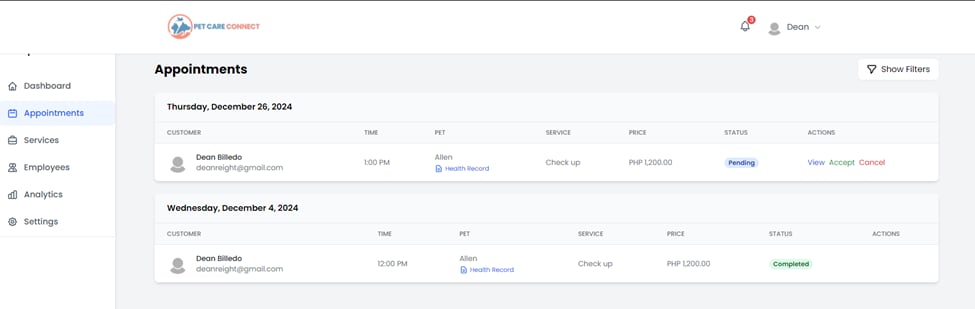 PET CARE CONNECT
3
Dean
Dashboard
Appointments
Services
Employees
Analytics
Settings
Appointments
Show Filters
Thursday, December 26, 2024
CUSTOMER TIME PET SERVICE PRICE STATUS ACTIONS
Dean Billedo
deanreight@gmail.com
1:00 PM
Allen
Health Record
Check up
PHP 1,200.00
Pending
View Accept Cancel
Wednesday, December 4, 2024
CUSTOMER TIME PET SERVICE PRICE STATUS ACTIONS
Dean Billedo
deanreight@gmail.com
12:00 PM
Allen
Health Record
Check up
PHP 1,200.00
Completed